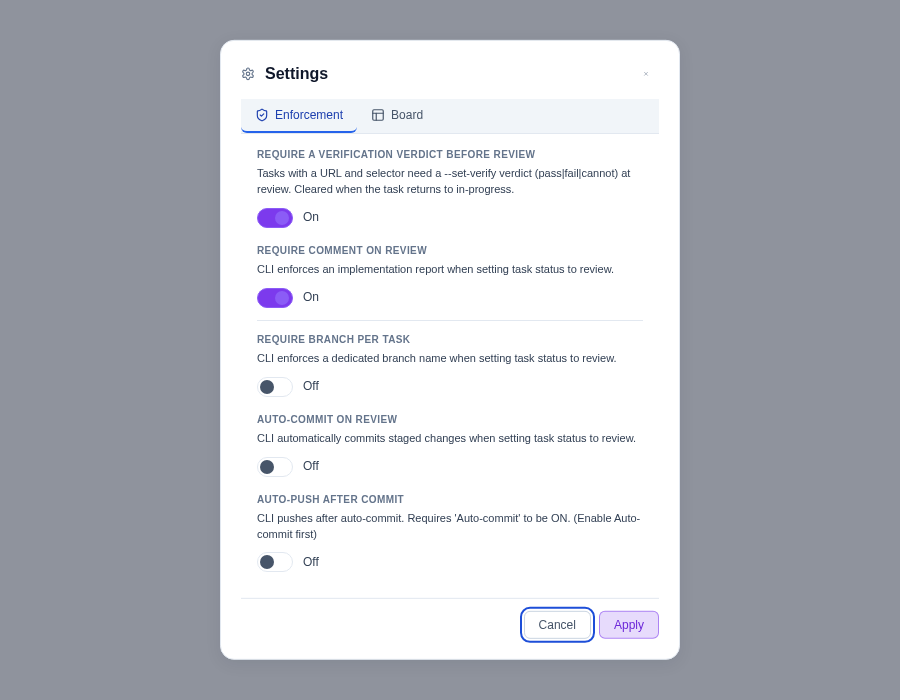 Settings
×
Enforcement
Board
REQUIRE A VERIFICATION VERDICT BEFORE REVIEW
Tasks with a URL and selector need a --set-verify verdict (pass|fail|cannot) at
review. Cleared when the task returns to in-progress.
On
REQUIRE COMMENT ON REVIEW
CLI enforces an implementation report when setting task status to review.
On
REQUIRE BRANCH PER TASK
CLI enforces a dedicated branch name when setting task status to review.
Off
AUTO-COMMIT ON REVIEW
CLI automatically commits staged changes when setting task status to review.
Off
AUTO-PUSH AFTER COMMIT
CLI pushes after auto-commit. Requires 'Auto-commit' to be ON. (Enable Auto-
commit first)
Off
Cancel
Apply